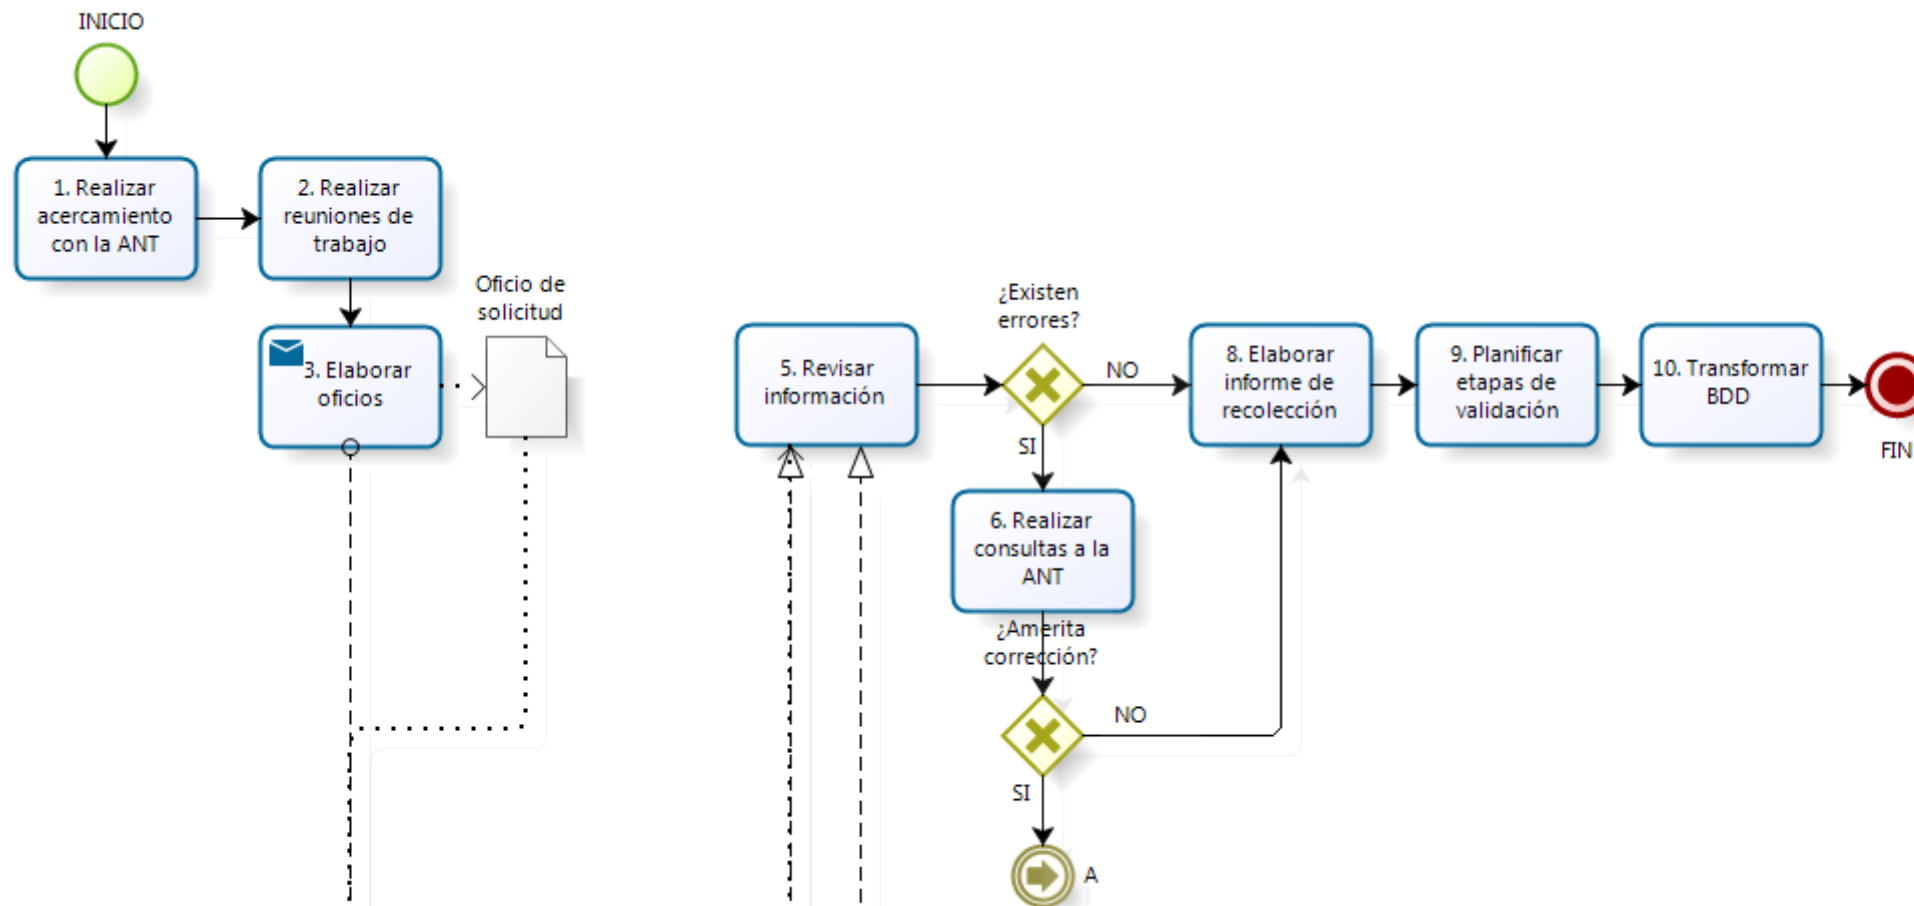 INICIO
1. Realizar
acercamiento
con la ANT
2. Realizar
reuniones de
trabajo
3. Elaborar
oficios
Oficio de
solicitud
5. Revisar
información
¿Existen
errores?
NO
SI
6. Realizar
consultas a la
ANT
¿Amerita
corrección?
NO
SI
A
8. Elaborar
informe de
recolección
9. Planificar
etapas de
validación
10. Transformar
BDD
FIN